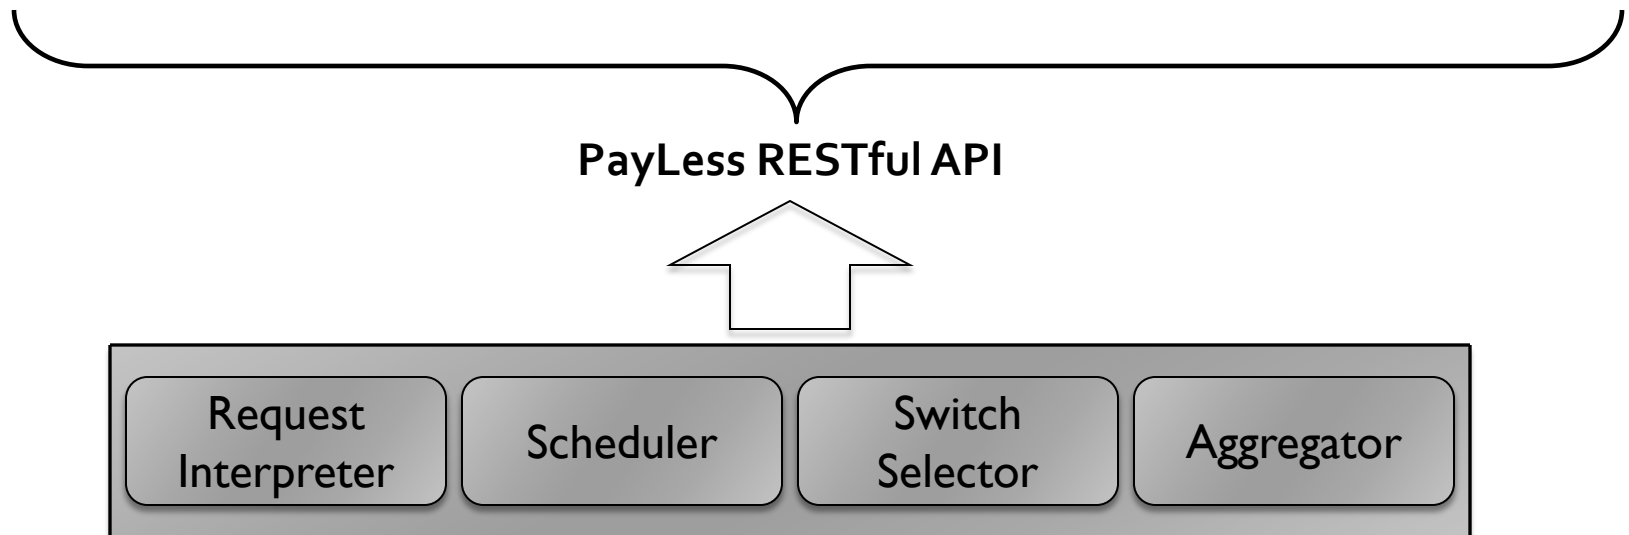 PayLess RESTful API
Request
Interpreter
Scheduler
Switch
Selector
Aggregator